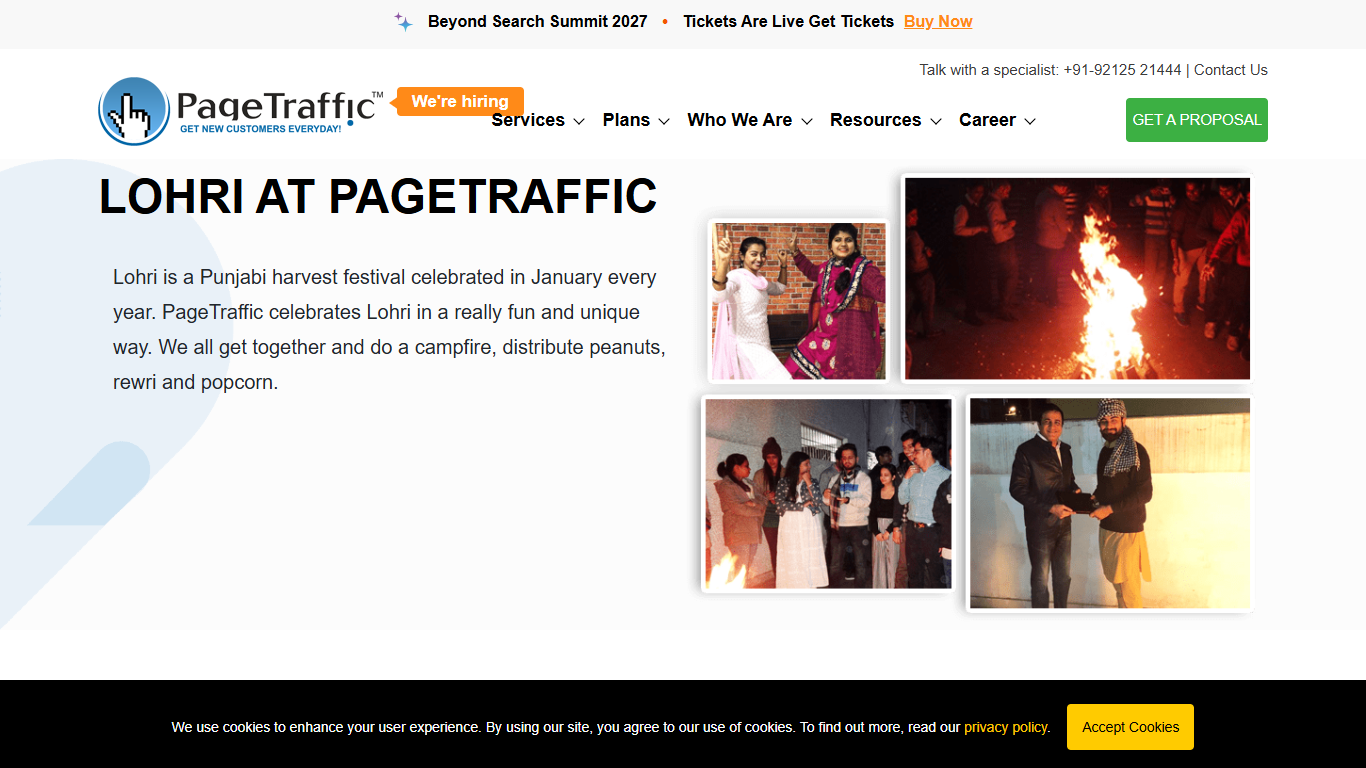 Beyond Search Summit 2027 • Tickets Are Live Get Tickets Buy Now
Talk with a specialist: +91-92125 21444 | Contact Us
PageTraffic™
GET NEW CUSTOMERS EVERYDAY!
We're hiring
Services Plans Who We Are Resources Career
GET A PROPOSAL
LOHRI AT PAGETRAFFIC
Lohri is a Punjabi harvest festival celebrated in January every
year. PageTraffic celebrates Lohri in a really fun and unique
way. We all get together and do a campfire, distribute peanuts,
rewri and popcorn.
We use cookies to enhance your user experience. By using our site, you agree to our use of cookies. To find out more, read our privacy policy.
Accept Cookies